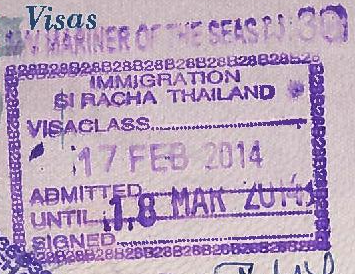 Visas
V MARINER OF THE SEAS 30
IMMIGRATION
SI RACHA THAILAND
VISACLASS
17 FEB 2014
ADMITTED
UNTIL 18 MAR 2014
SIGNED